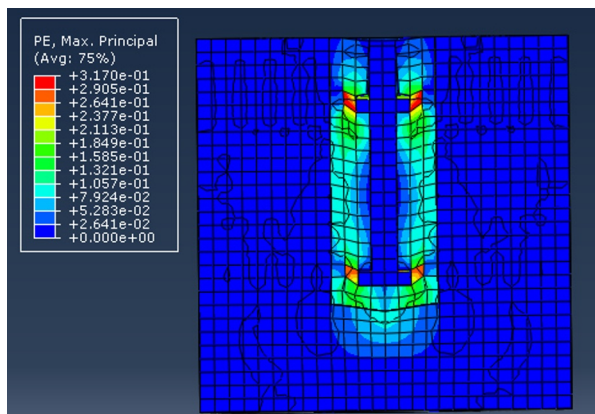 PE, Max. Principal
(Avg: 75%)
+3.170e-01
+2.905e-01
+2.641e-01
+2.377e-01
+2.113e-01
+1.849e-01
+1.585e-01
+1.321e-01
+1.057e-01
+7.924e-02
+5.283e-02
+2.641e-02
+0.000e+00